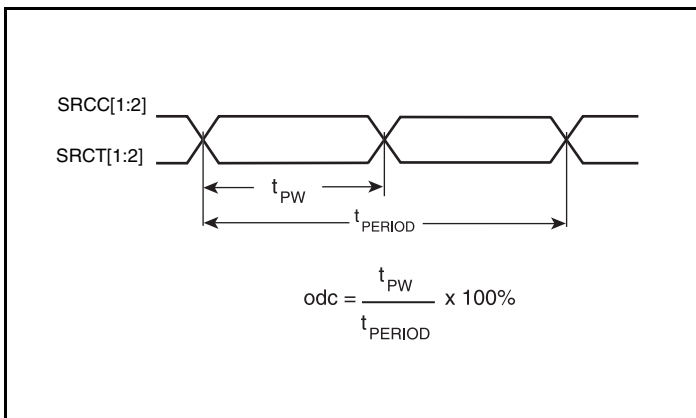 SRCC[1:2]
SRCT[1:2]
tPW
tPERIOD
odc = tPW / tPERIOD x 100%